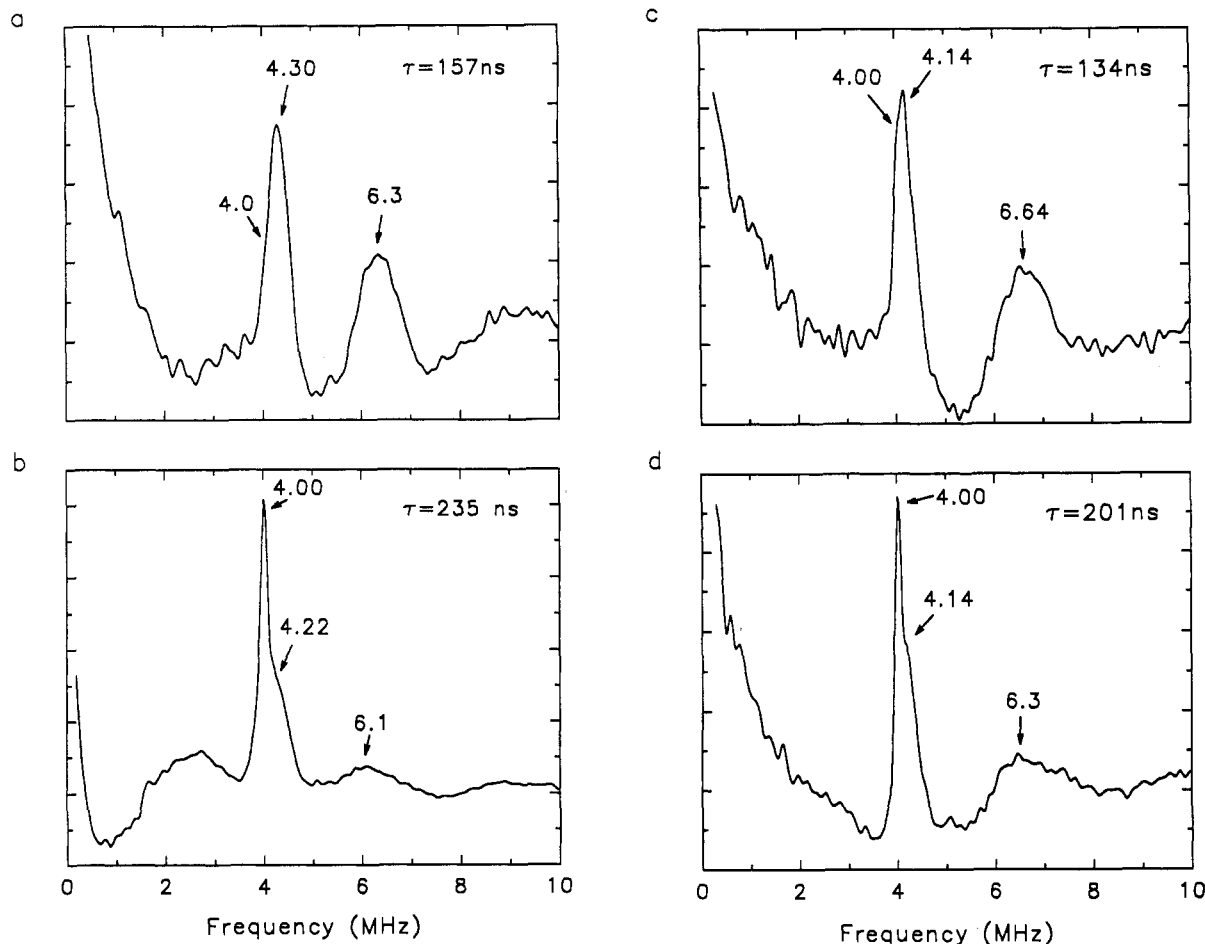 a
τ=157ns
4.30
4.0
6.3
b
τ=235 ns
4.00
4.22
6.1
0 2 4 6 8 10
Frequency (MHz)
c
τ=134ns
4.14
4.00
6.64
d
τ=201ns
4.00
4.14
6.3
0 2 4 6 8 10
Frequency (MHz)